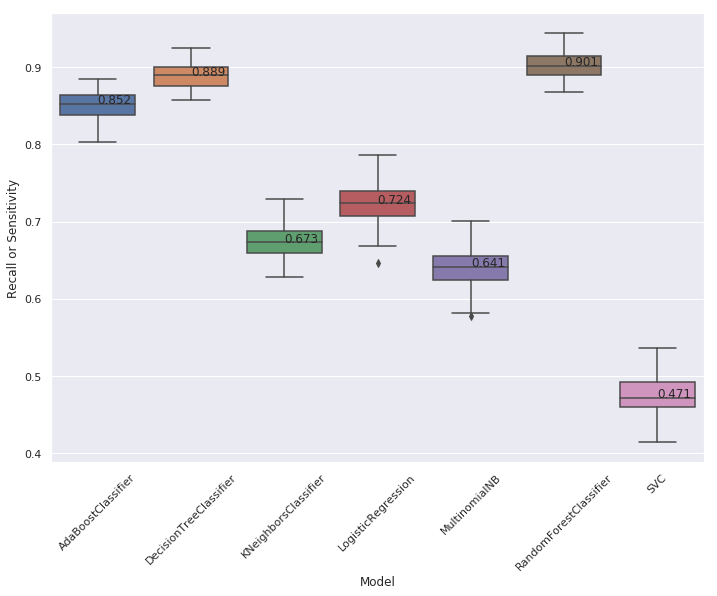 Recall or Sensitivity
0.9
0.8
0.7
0.6
0.5
0.4
0.852
0.889
0.673
0.724
0.641
0.901
0.471
AdaBoostClassifier
DecisionTreeClassifier
KNeighborsClassifier
LogisticRegression
MultinomialNB
RandomForestClassifier
SVC
Model